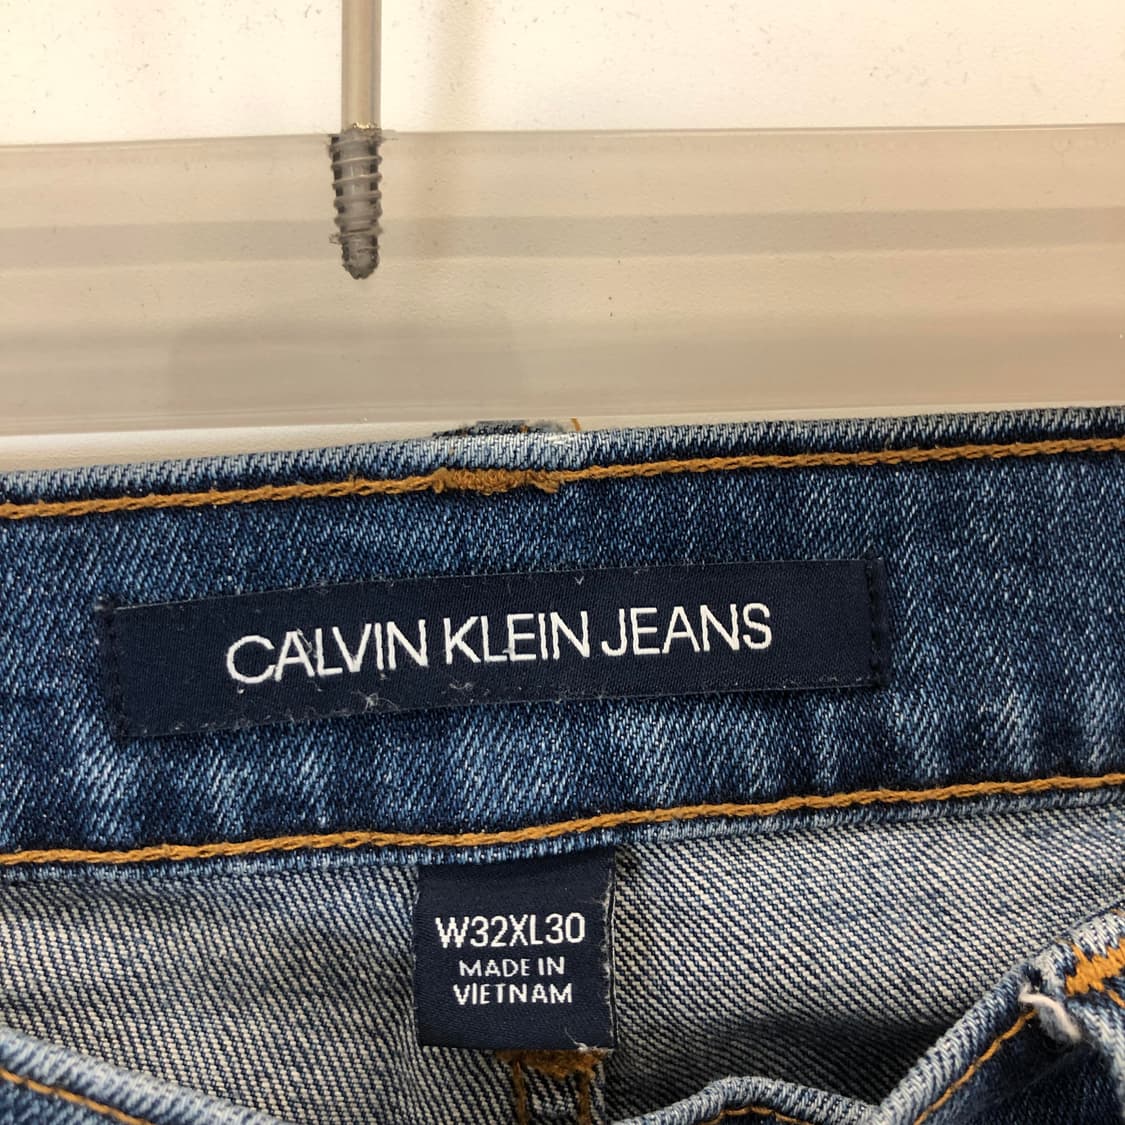 CALVIN KLEIN JEANS
W32XL30
MADE IN
VIETNAM